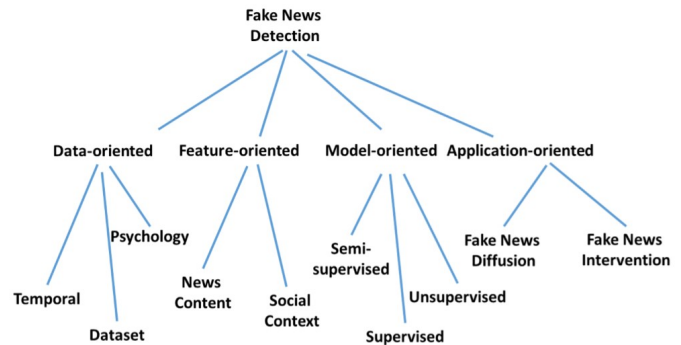 Fake News
Detection
Data-oriented
Feature-oriented
Model-oriented
Application-oriented
Temporal
Dataset
Psychology
News
Content
Social
Context
Semi-
supervised
Supervised
Unsupervised
Fake News
Diffusion
Fake News
Intervention